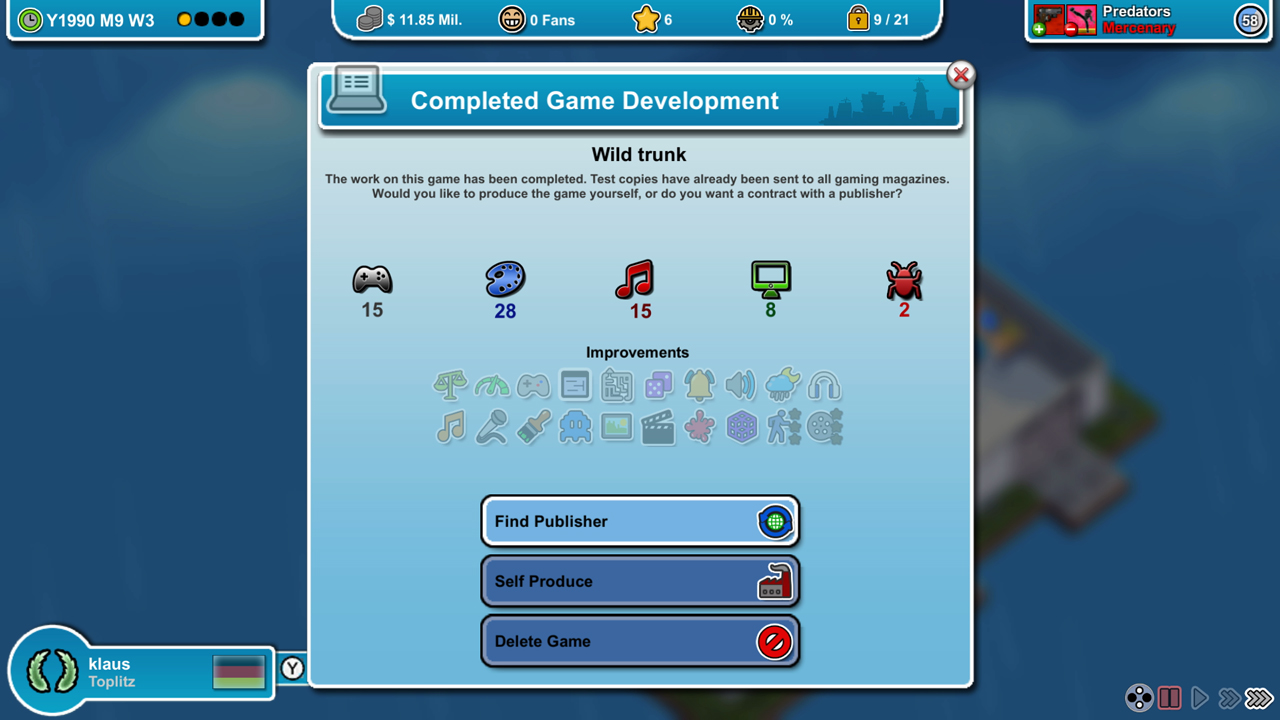 Y1990 M9 W3
$ 11.85 Mil.
0 Fans
6
0 %
9 / 21
Predators
Mercenary
58
Completed Game Development
Wild trunk
The work on this game has been completed. Test copies have already been sent to all gaming magazines.
Would you like to produce the game yourself, or do you want a contract with a publisher?
15
28
15
8
2
Improvements
Find Publisher
Self Produce
Delete Game
klaus
Toplitz
Y